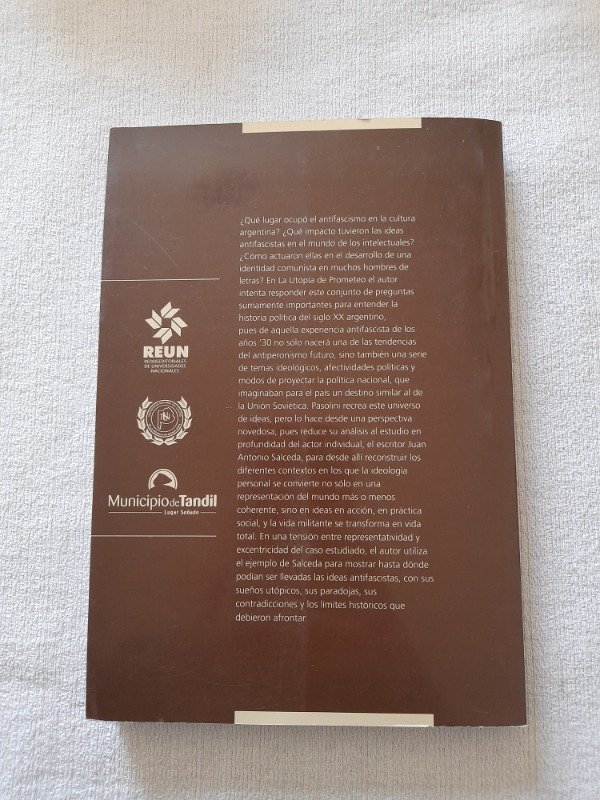 ¿Qué lugar ocupó el antifascismo en la cultura
argentina? ¿Qué impacto tuvieron las ideas
antifascistas en el mundo de los intelectuales?
¿Cómo actuaron ellas en el desarrollo de una
identidad comunista en muchos hombres de
letras? En La Utopía de Prometeo el autor
intenta responder este conjunto de preguntas
sumamente importantes para entender la
historia política del siglo XX argentino,
pues de aquella experiencia antifascista de los
años '30 no sólo nacerá una de las tendencias
del antiperonismo futuro, sino también una serie
de temas ideológicos, afectividades políticas y
modos de proyectar la política nacional, que
imaginaban para el país un destino similar al de
la Unión Soviética. Pasolini recrea este universo
de ideas, pero lo hace desde una perspectiva
novedosa, pues reduce su análisis al estudio en
profundidad del actor individual, el escritor Juan
Antonio Salceda, para desde allí reconstruir los
diferentes contextos en los que la ideología
personal se convierte no sólo en una
representación del mundo más o menos
coherente, sino en ideas en acción, en práctica
social, y la vida militante se transforma en vida
total. En una tensión entre representatividad y
excentricidad del caso estudiado, el autor utiliza
el ejemplo de Salceda para mostrar hasta dónde
podían ser llevadas las ideas antifascistas, con sus
sueños utópicos, sus paradojas, sus
contradicciones y los límites históricos que
debieron afrontar.
REUN
REDDEEDITORIALES
DE UNIVERSIDADES
NACIONALES
Municipio de Tandil
Lugar Soñado